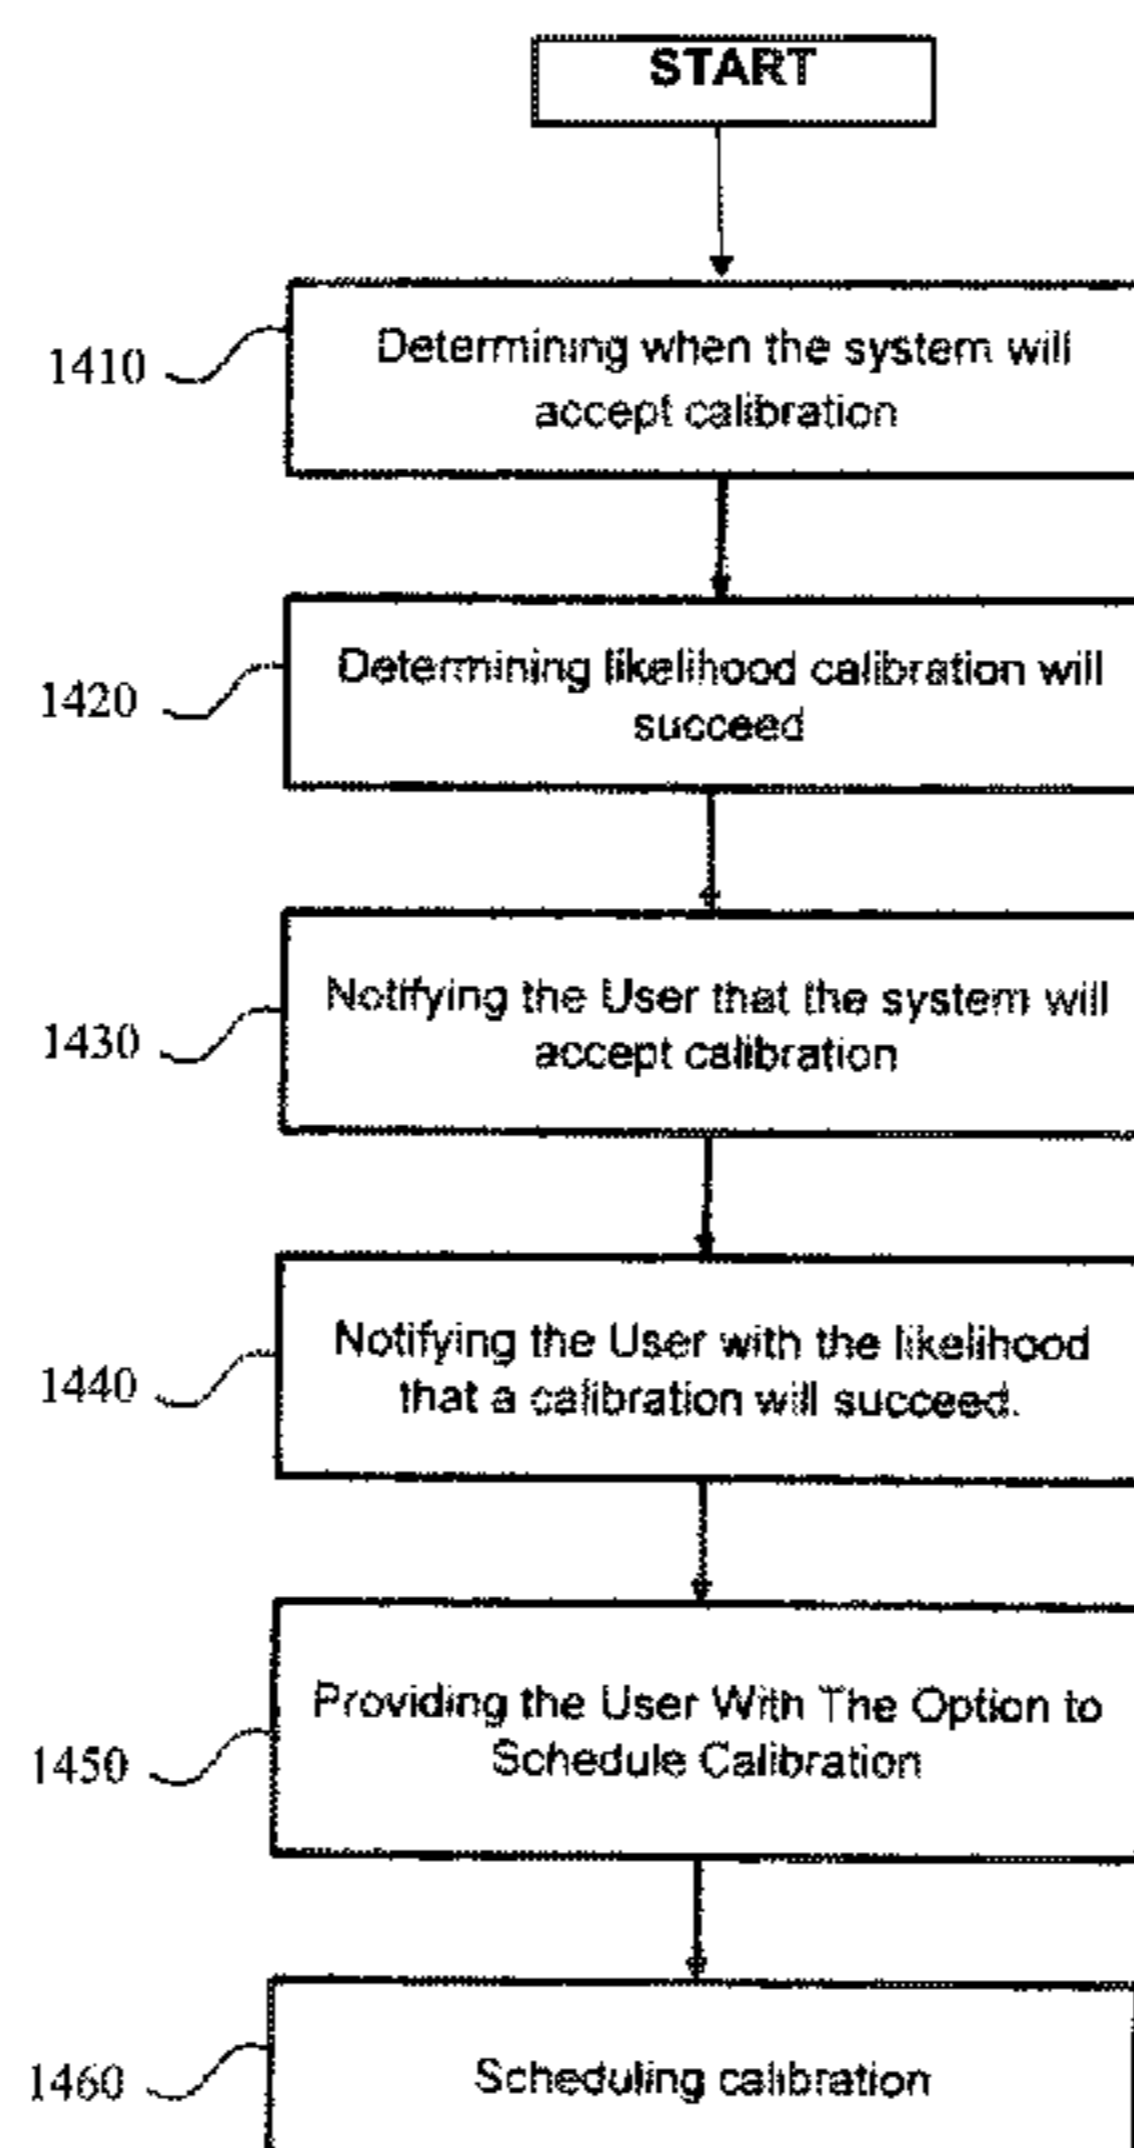 START
1410
Determining when the system will
accept calibration
1420
Determining likelihood calibration will
succeed
1430
Notifying the User that the system will
accept calibration
1440
Notifying the User with the likelihood
that a calibration will succeed.
1450
Providing the User With The Option to
Schedule Calibration
1460
Scheduling calibration